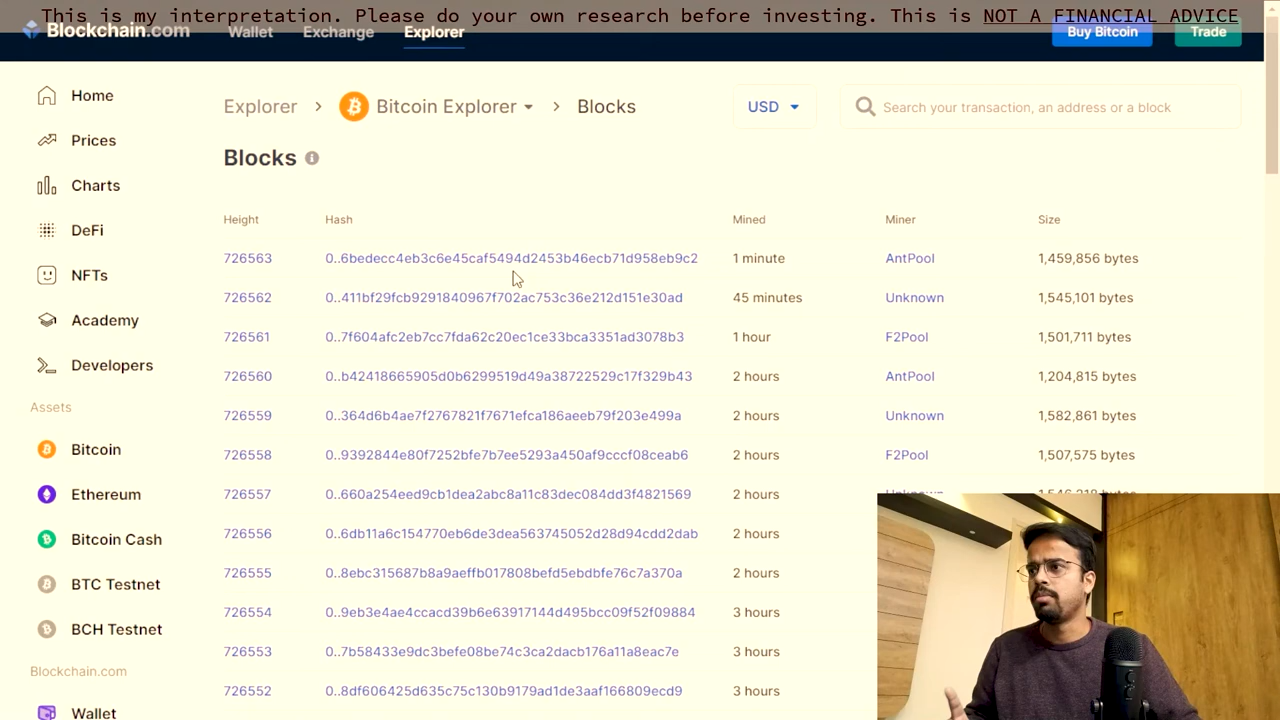 This is my interpretation. Please do your own research before investing. This is NOT A FINANCIAL ADVICE
Blockchain.com Wallet Exchange Explorer Buy Bitcoin Trade
Home
Prices
Charts
DeFi
NFTs
Academy
Developers
Assets
Bitcoin
Ethereum
Bitcoin Cash
BTC Testnet
BCH Testnet
Blockchain.com
Wallet
Explorer > Bitcoin Explorer > Blocks USD Search your transaction, an address or a block
Blocks
Height Hash Mined Miner Size
726563 0..6bedecc4eb3c6e45caf5494d2453b46ecb71d958eb9c2 1 minute AntPool 1,459,856 bytes
726562 0..411bf29fcb9291840967f702ac753c36e212d151e30ad 45 minutes Unknown 1,545,101 bytes
726561 0..7f604afc2eb7cc7fda62c20ec1ce33bca3351ad3078b3 1 hour F2Pool 1,501,711 bytes
726560 0..b42418665905d0b6299519d49a38722529c17f329b43 2 hours AntPool 1,204,815 bytes
726559 0..364d6b4ae7f2767821f7671efca186aeeb79f203e499a 2 hours Unknown 1,582,861 bytes
726558 0..9392844e80f7252bfe7b7ee5293a450af9cccf08ceab6 2 hours F2Pool 1,507,575 bytes
726557 0..660a254eed9cb1dea2abc8a11c83dec084dd3f4821569 2 hours
726556 0..6db11a6c154770eb6de3dea563745052d28d94cdd2dab 2 hours
726555 0..8ebc315687b8a9aeffb017808befd5ebdbfe76c7a370a 2 hours
726554 0..9eb3e4ae4ccacd39b6e63917144d495bcc09f52f09884 3 hours
726553 0..7b58433e9dc3befe08be74c3ca2dacb176a11a8eac7e 3 hours
726552 0..8df606425d635c75c130b9179ad1de3aaf166809ecd9 3 hours